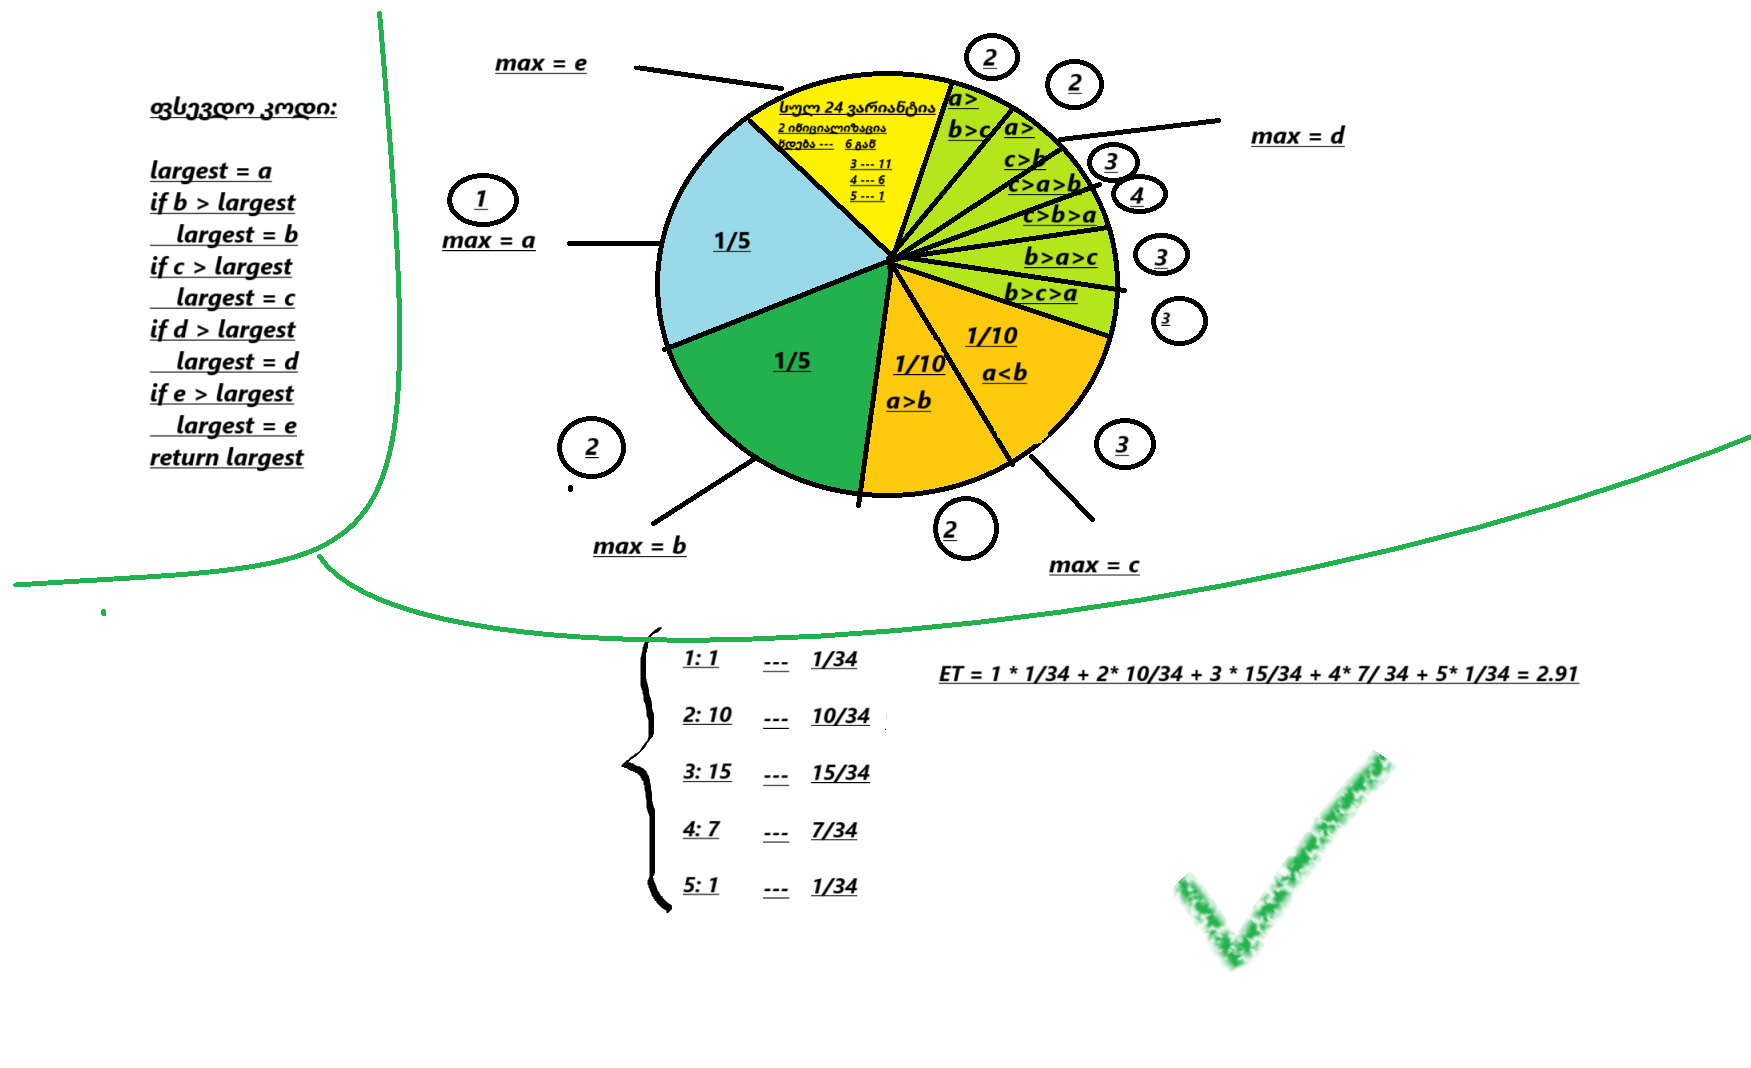 ფსევდო კოდი:
largest = a
if b > largest
largest = b
if c > largest
largest = c
if d > largest
largest = d
if e > largest
largest = e
return largest
max = e
1
max = a
1/5
სულ 24 ვარიანტია
2 ინიციალიზაცია
ნდება --- 6 გან
3 --- 11
4 --- 6
5 --- 1
2
a>
b>c
2
a>
c>b
max = d
3
c>a>b
4
c>b>a
3
b>a>c
3
b>c>a
1/5
2
max = b
1/10
a>b
2
1/10
a<b
3
max = c
1: 1 --- 1/34
2: 10 --- 10/34
3: 15 --- 15/34
4: 7 --- 7/34
5: 1 --- 1/34
ET = 1 * 1/34 + 2* 10/34 + 3 * 15/34 + 4* 7/ 34 + 5* 1/34 = 2.91